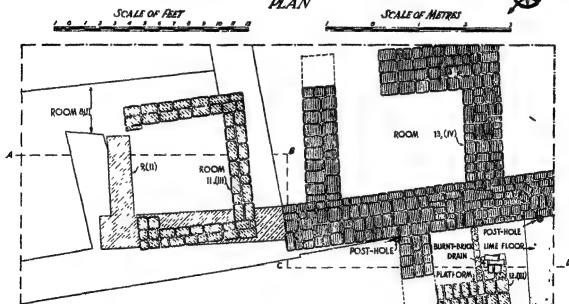 PLAN
SCALE OF FEET
SCALE OF METRES
ROOM 8,(I)
A
9,(II)
ROOM
11,(III)
B
ROOM 13,(IV)
POST-HOLE
POST-HOLE
LIME FLOOR
BURNT-BRICK
DRAIN
PLATFORM
12,(III)
C
D